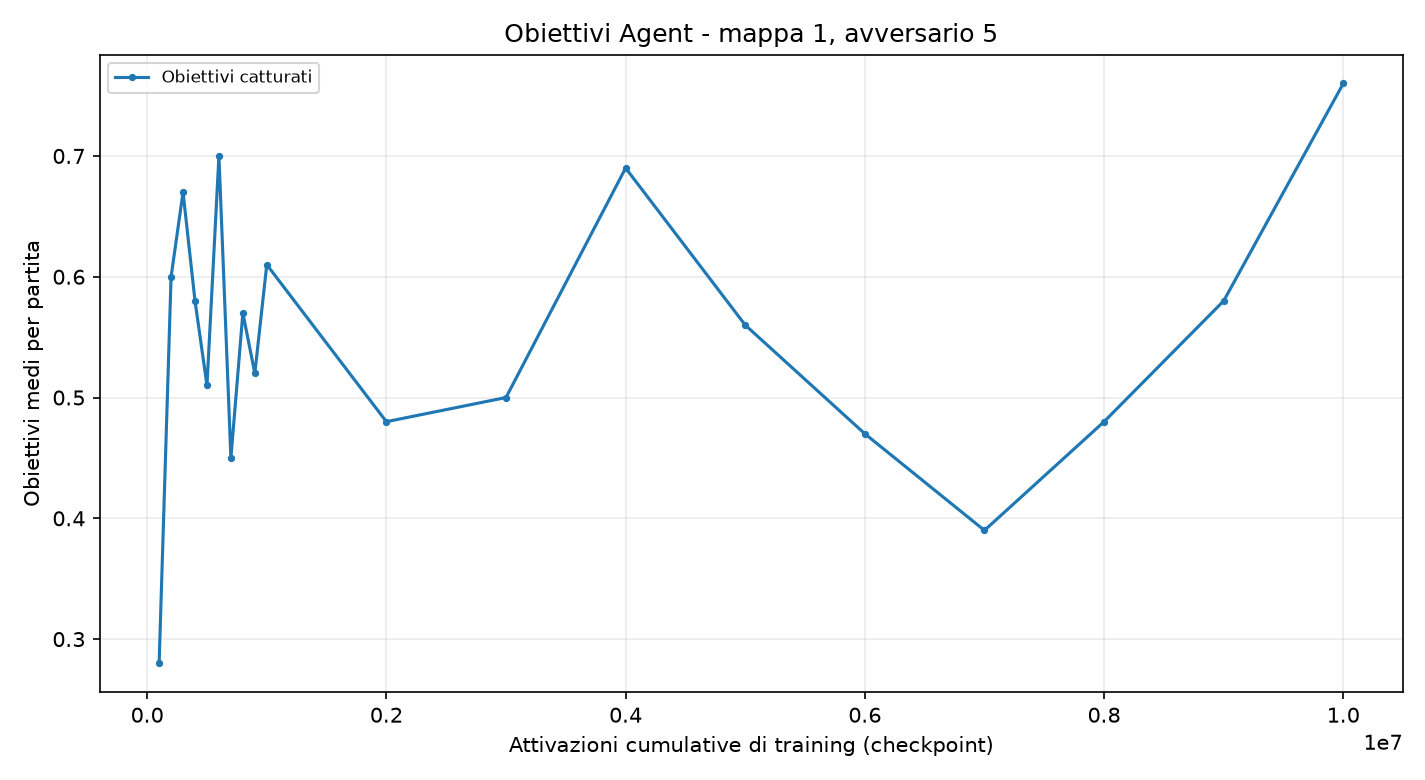 Obiettivi Agent - mappa 1, avversario 5
Obiettivi catturati
Obiettivi medi per partita
0.7
0.6
0.5
0.4
0.3
0.0
0.2
0.4
0.6
0.8
1.0
1e7
Attivazioni cumulative di training (checkpoint)